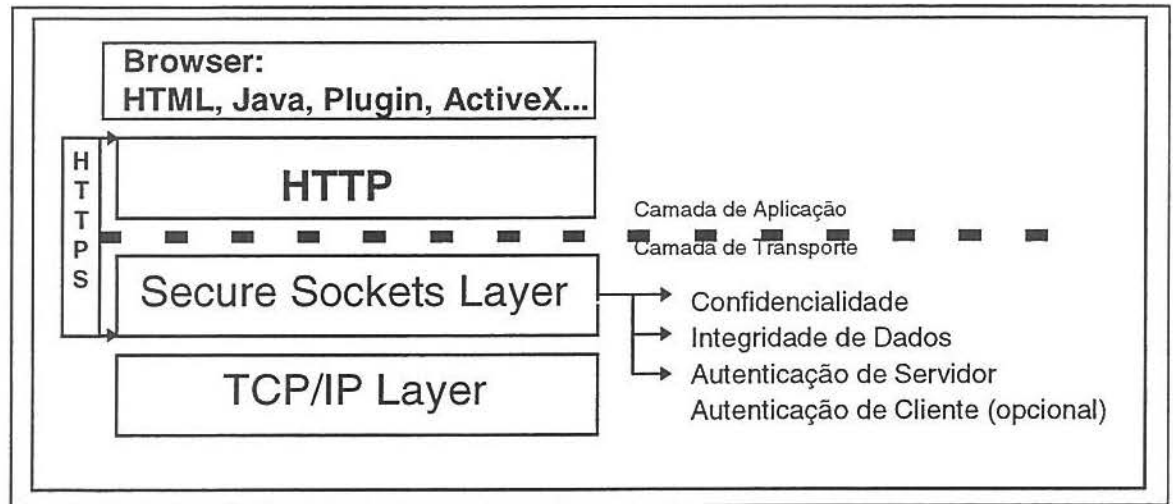 Browser:
HTML, Java, Plugin, ActiveX...
HTTPS
HTTP
Camada de Aplicação
Camada de Transporte
Secure Sockets Layer
Confidencialidade
Integridade de Dados
Autenticação de Servidor
Autenticação de Cliente (opcional)
TCP/IP Layer